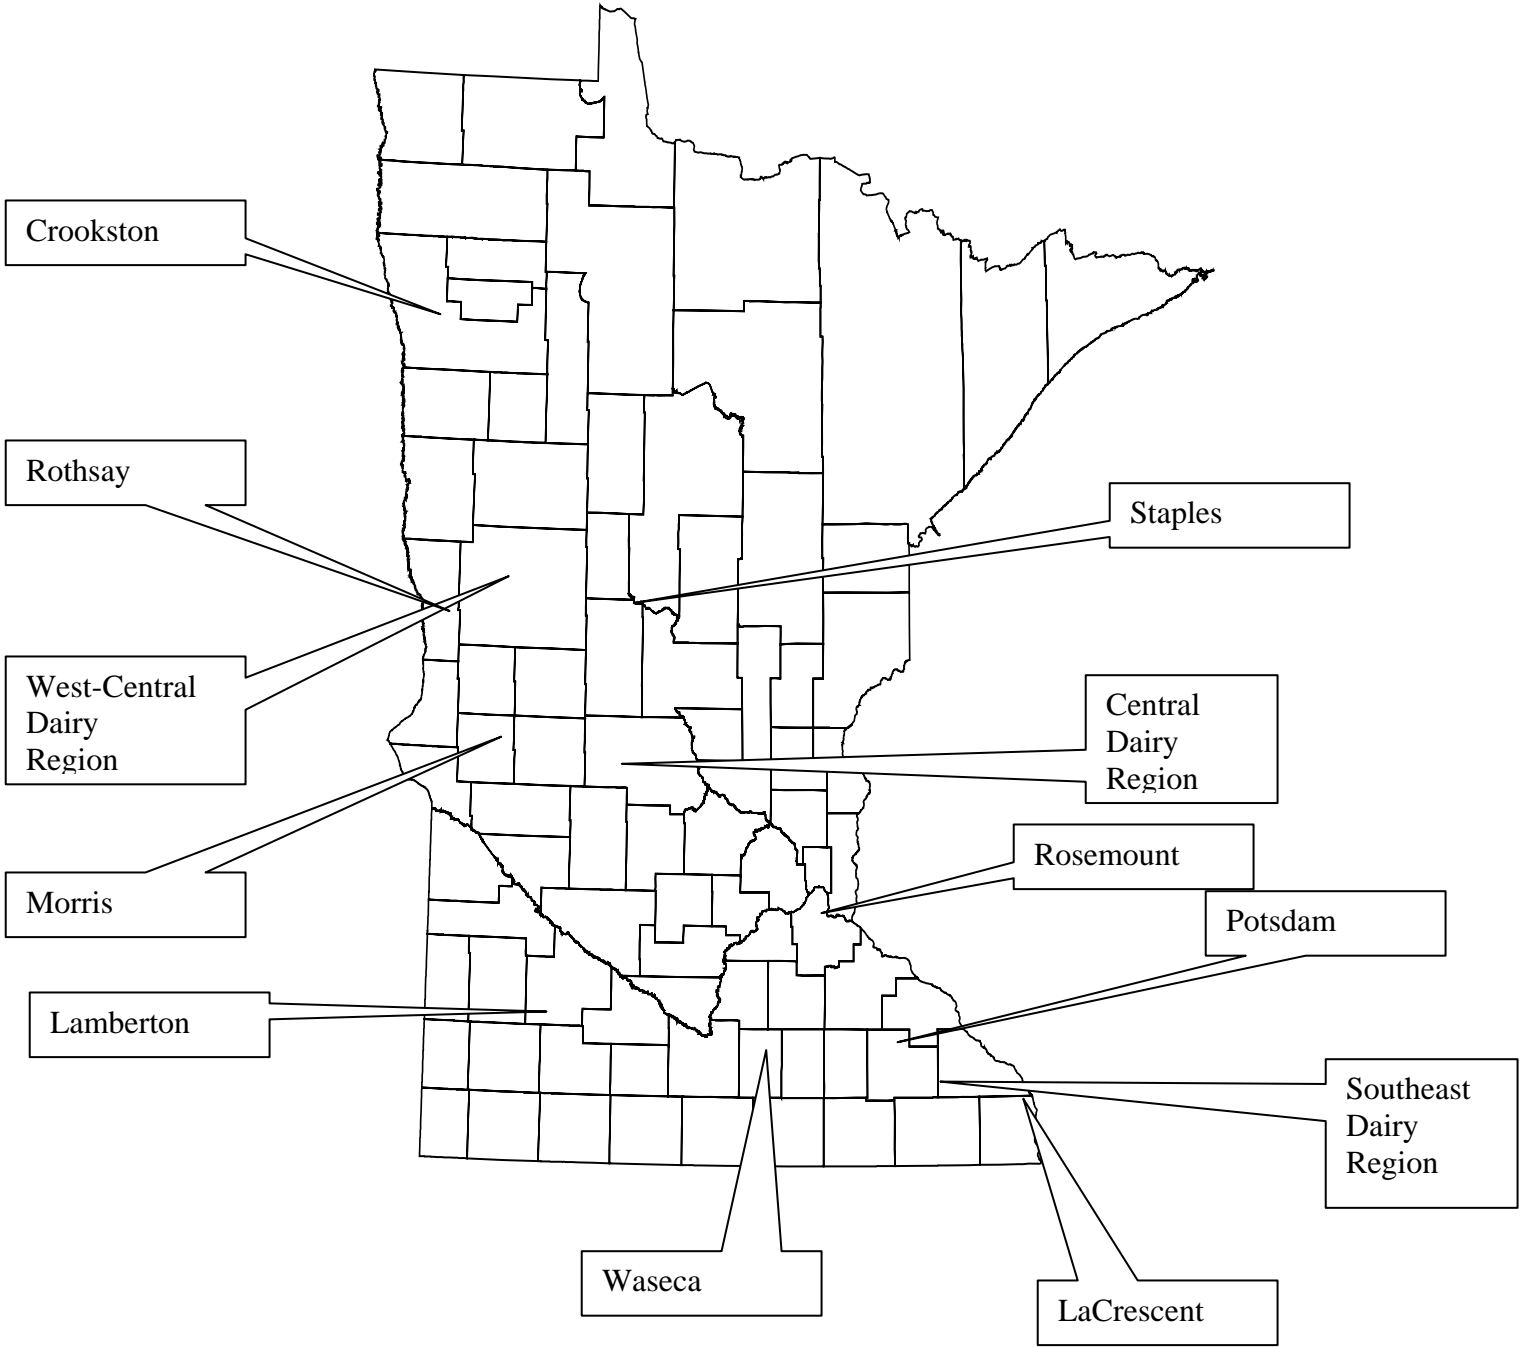 Crookston
Rothsay
Staples
West-Central
Dairy
Region
Central
Dairy
Region
Rosemount
Morris
Potsdam
Lamberton
Southeast
Dairy
Region
Waseca
LaCrescent